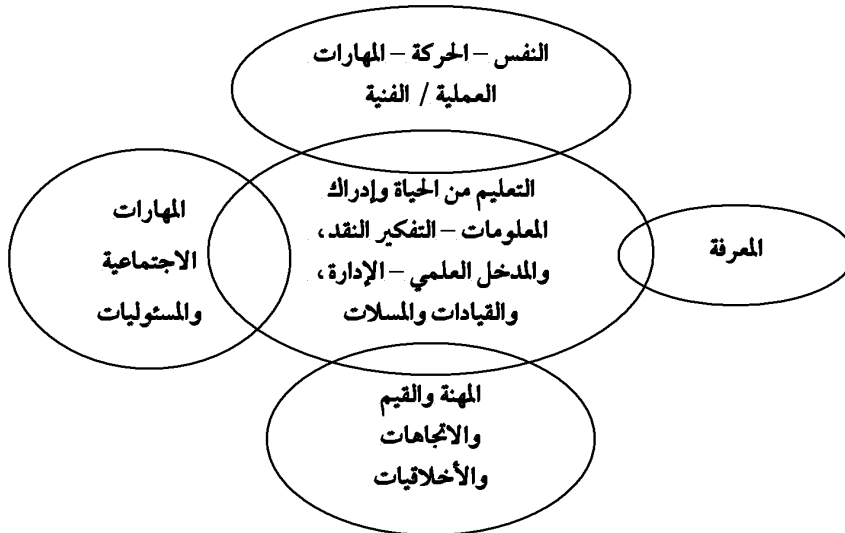 النفس – الحركة – المهارات
العملية / الفنية
التعليم من الحياة وإدراك
المعلومات – التفكير النقد،
والمدخل العلمي – الإدارة،
والقيادات والمسلات
المعرفة
المهارات
الاجتماعية
والمسئوليات
المهنة والقيم
والاتجاهات
والأخلاقيات